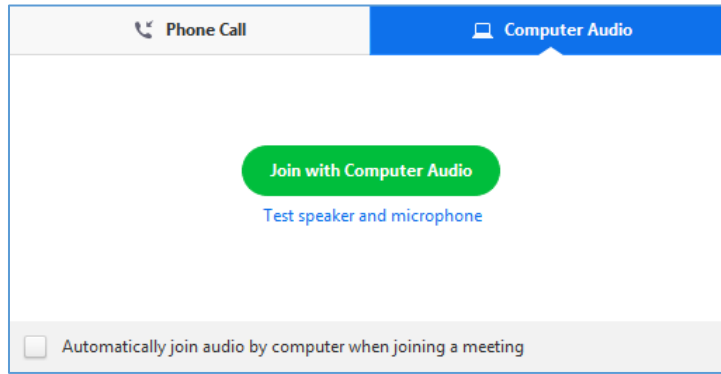 Phone Call
Computer Audio
Join with Computer Audio
Test speaker and microphone
Automatically join audio by computer when joining a meeting